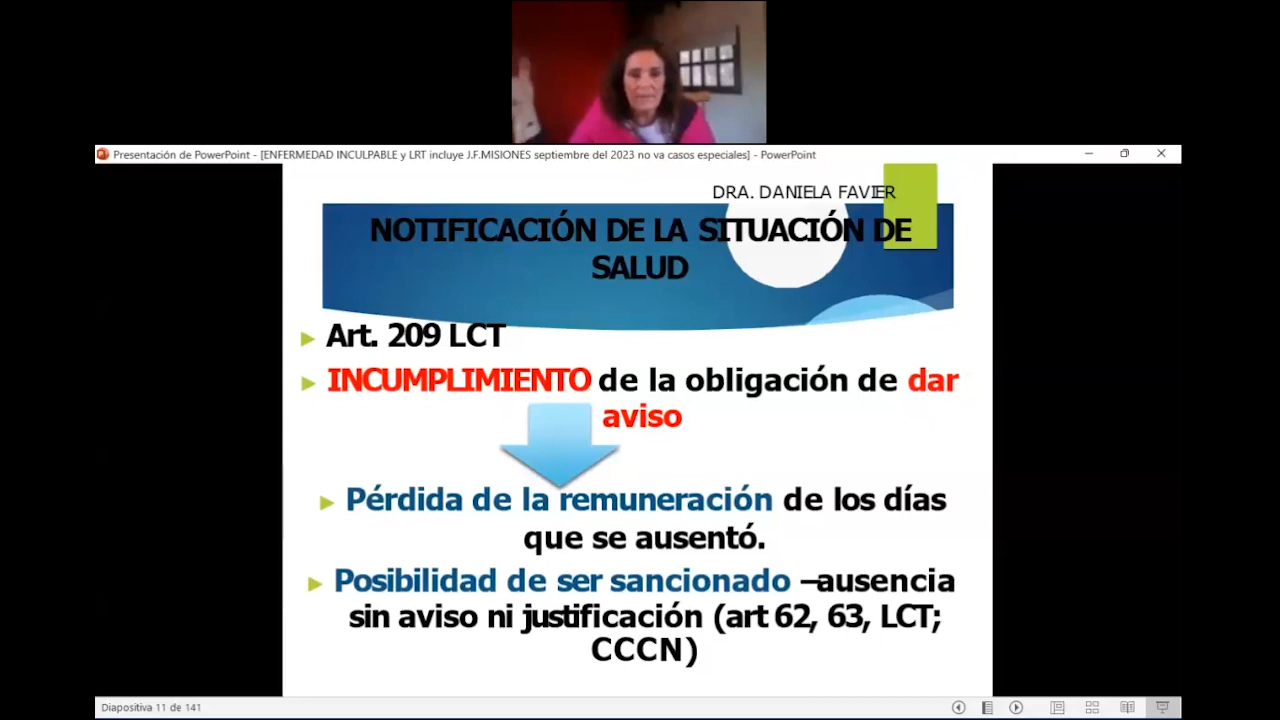 Presentación de PowerPoint - [ENFERMEDAD INCULPABLE y LRT incluye J.F.MISIONES septiembre del 2023 no va casos especiales] - PowerPoint
DRA. DANIELA FAVIER
NOTIFICACIÓN DE LA SITUACIÓN DE
SALUD
Art. 209 LCT
INCUMPLIMIENTO de la obligación de dar
aviso
Pérdida de la remuneración de los días
que se ausentó.
Posibilidad de ser sancionado –ausencia
sin aviso ni justificación (art 62, 63, LCT;
CCCN)
Diapositiva 11 de 141